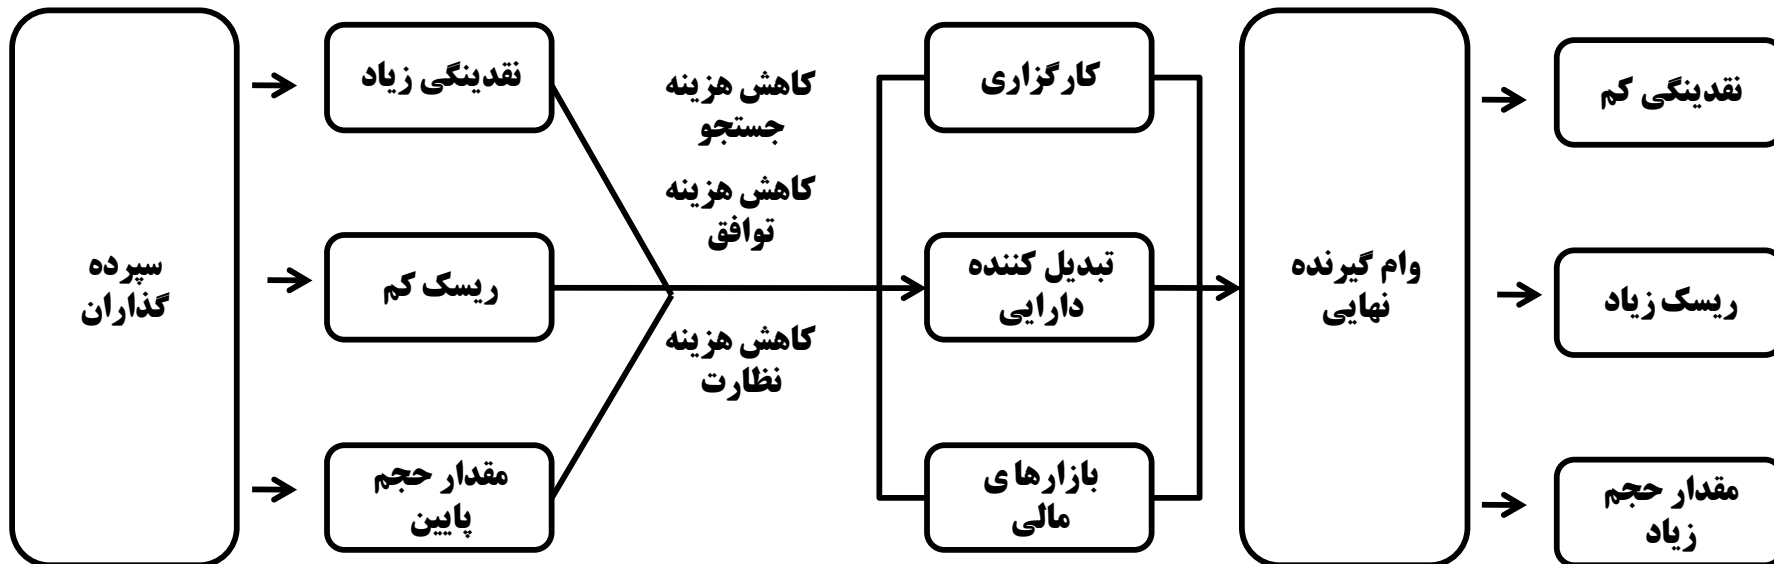 سپرده
گذاران
نقدینگی زیاد
ریسک کم
مقدار حجم
پایین
کاهش هزینه
جستجو
کاهش هزینه
توافق
کاهش هزینه
نظارت
کارگزاری
تبدیل کننده
دارایی
بازارهای
مالی
وام گیرنده
نهایی
نقدینگی کم
ریسک زیاد
مقدار حجم
زیاد